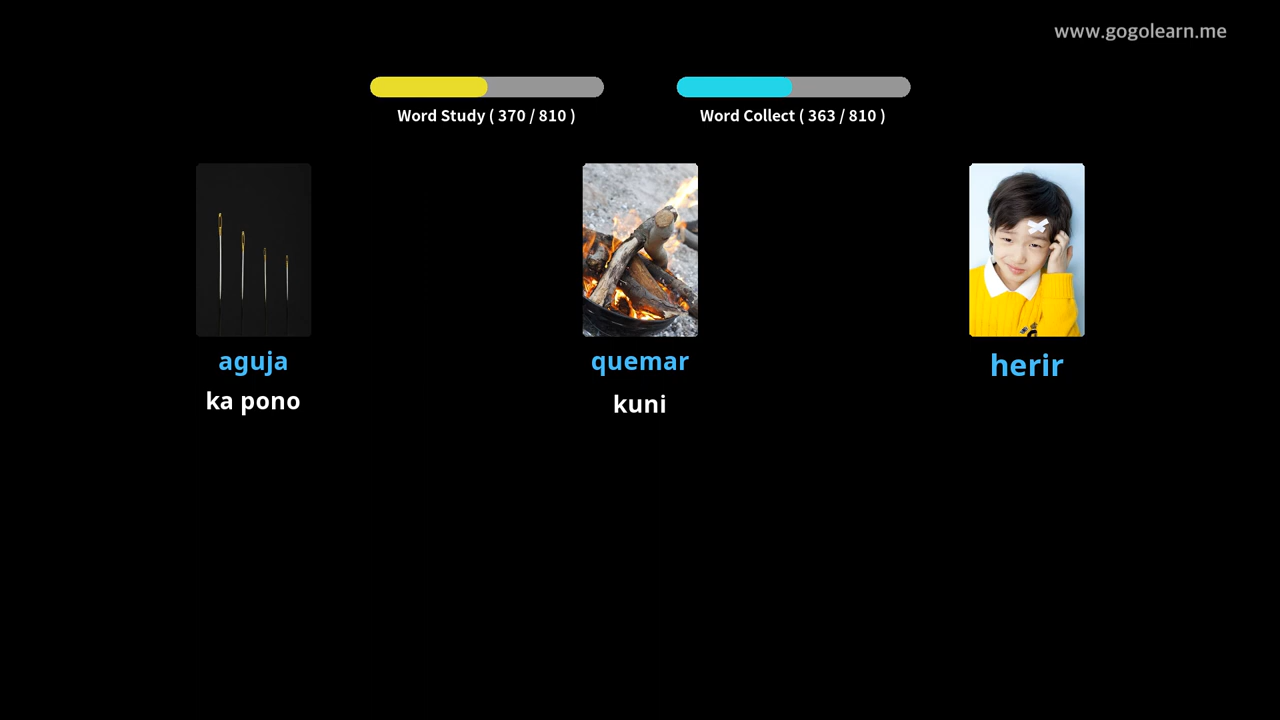 www.gogolearn.me
Word Study ( 370 / 810 )
Word Collect ( 363 / 810 )
aguja
ka pono
quemar
kuni
herir